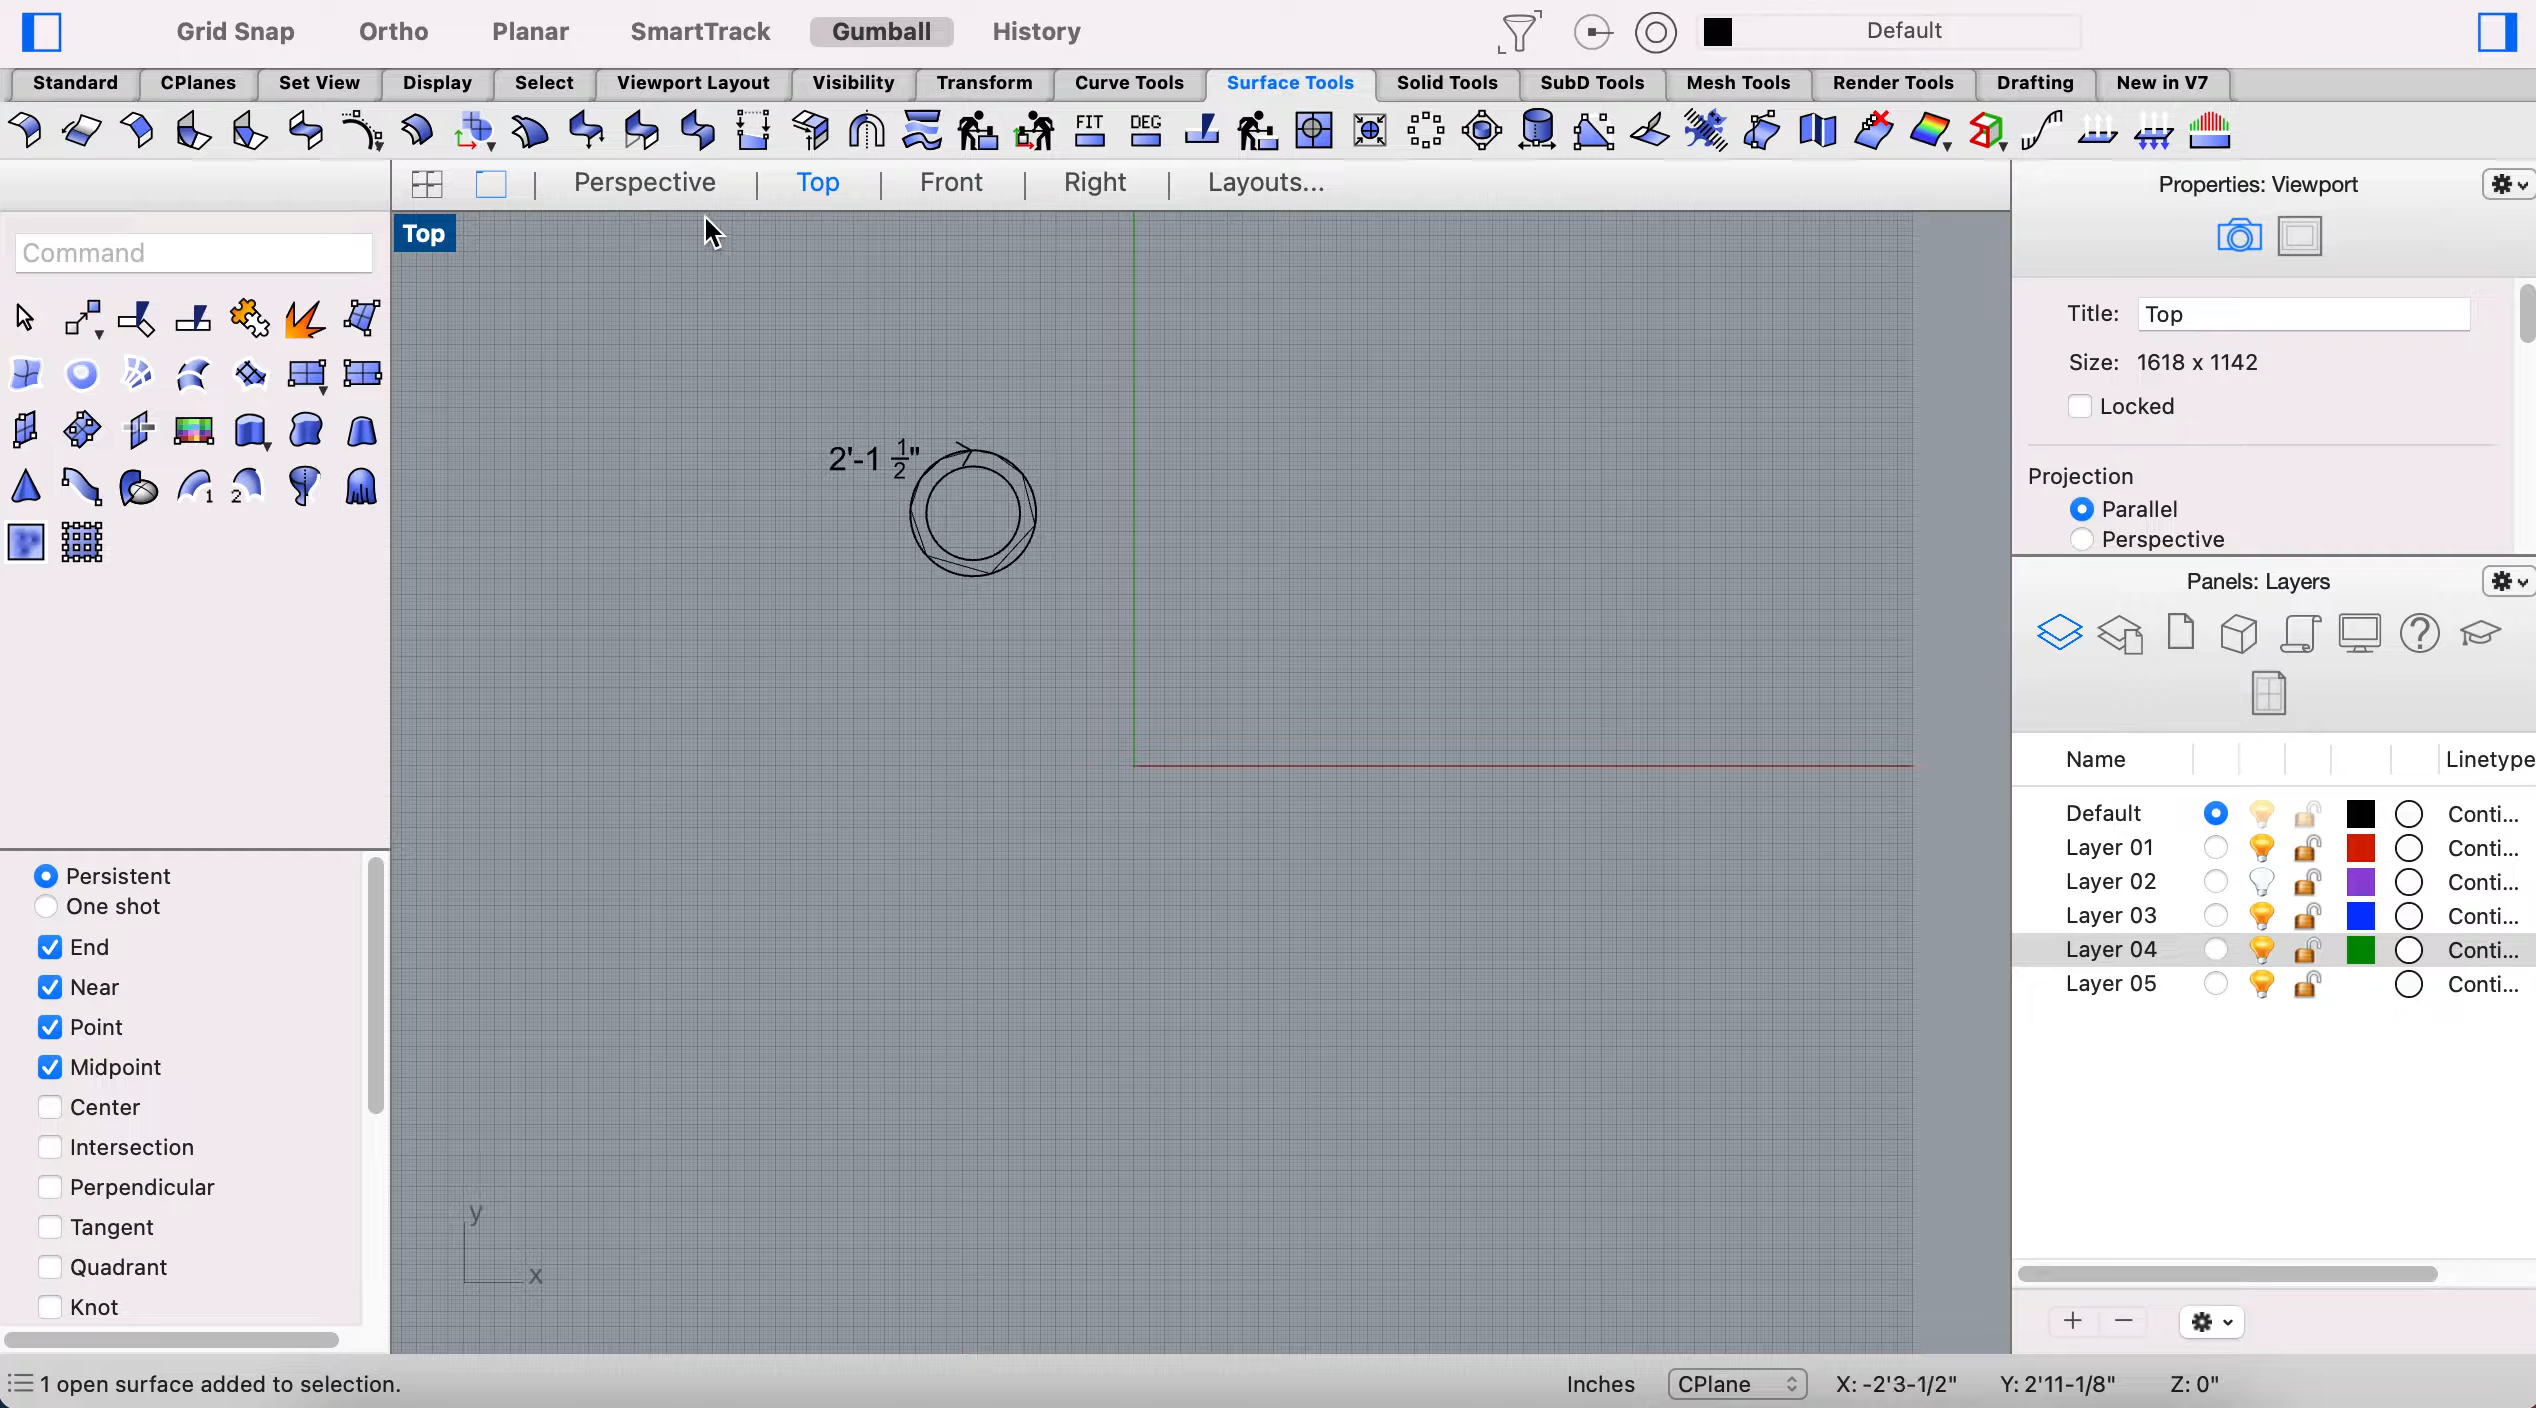 Grid Snap Ortho Planar SmartTrack Gumball History Default
Standard CPlanes Set View Display Select Viewport Layout Visibility Transform Curve Tools Surface Tools Solid Tools SubD Tools Mesh Tools Render Tools Drafting New in V7
FIT DEG
Perspective | Top | Front | Right | Layouts...
Properties: Viewport
Top
Command
Title: Top
Size: 1618 x 1142
Locked
2'-1 1/2"
Projection
Parallel
1 2
Perspective
Panels: Layers
Name Linetype
Default Conti...
Layer 01 Conti...
Layer 02 Conti...
Layer 03 Conti...
Layer 04 Conti...
Layer 05 Conti...
Persistent
One shot
End
Near
Point
Midpoint
Center
Intersection
Perpendicular
Tangent
Quadrant
Knot
y
x
1 open surface added to selection.
Inches CPlane X: -2'3-1/2" Y: 2'11-1/8" Z: 0"